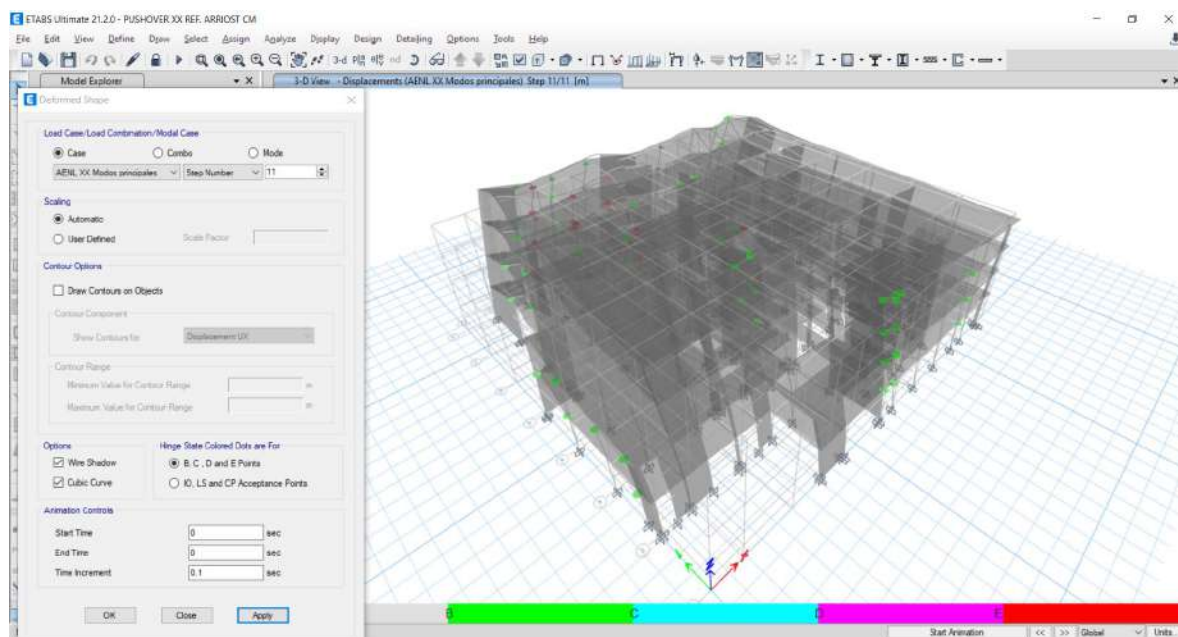 ETABS Ultimate 21.2.0 - PUSHOVER XX REF. ARRIOST CM
File Edit View Define Draw Select Assign Analyze Display Design Detailing Options Tools Help
3-d
nd
Model Explorer
3-D View - Displacements (AENL XX Modos principales) Step 11/11 [m]
Deformed Shape
Load Case/Load Combination/Modal Case
Case Combo Mode
AENL XX Modos principales Step Number 11
Scaling
Automatic
User Defined Scale Factor
Contour Options
Draw Contours on Objects
Contour Component
Show Contours for Displacement UX
Contour Range
Minimum Value for Contour Range m
Maximum Value for Contour Range m
Options Hinge State Colored Dots are For
Wire Shadow B, C, D and E Points
Cubic Curve IO, LS and CP Acceptance Points
Animation Controls
Start Time 0 sec
End Time 0 sec
Time Increment 0.1 sec
OK Close Apply
B C D E
Start Animation << >> Global Units...